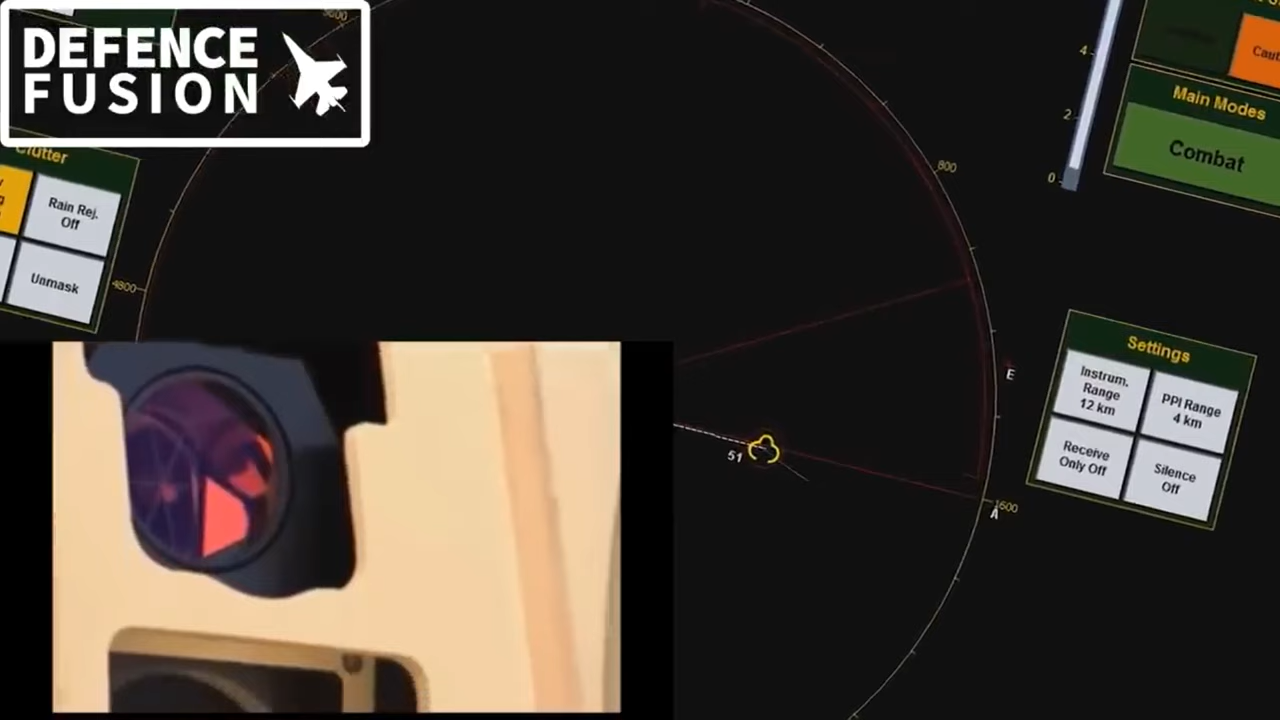 DEFENCE
FUSION
Clutter
Rain Rej.
Off
Unmask
4800
800
4
2
0
Main Modes
Combat
E
51
1600
A
Settings
Instrum.
Range
12 km
PPI Range
4 km
Receive
Only Off
Silence
Off